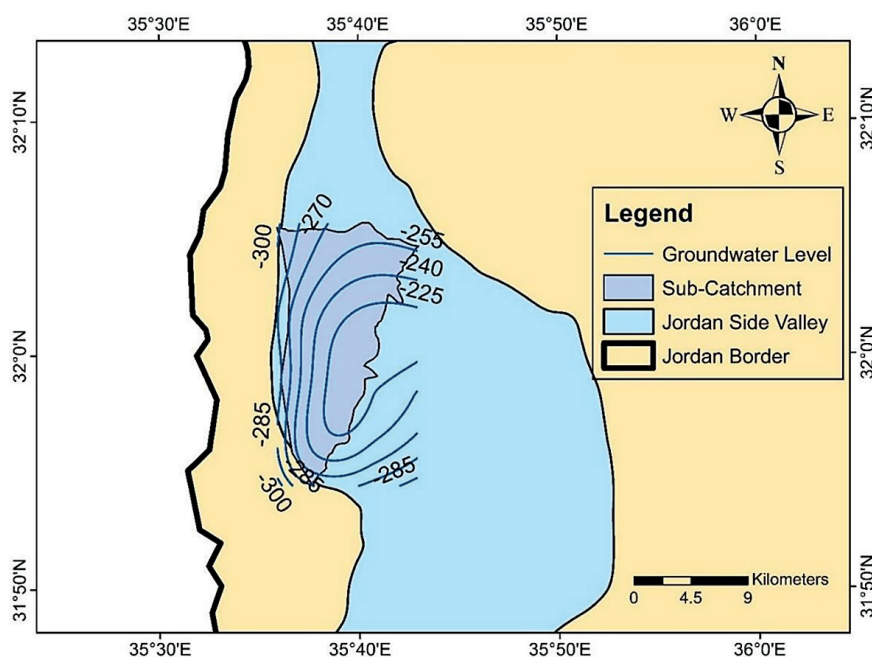 35°30'E
35°40'E
35°50'E
36°0'E
32°10'N
32°10'N
N
W
E
S
-270
-300
-255
-240
-225
Legend
Groundwater Level
Sub-Catchment
Jordan Side Valley
Jordan Border
32°0'N
32°0'N
-285
-285
-285
-300
Kilometers
0
4.5
9
31°50'N
31°50'N
35°30'E
35°40'E
35°50'E
36°0'E